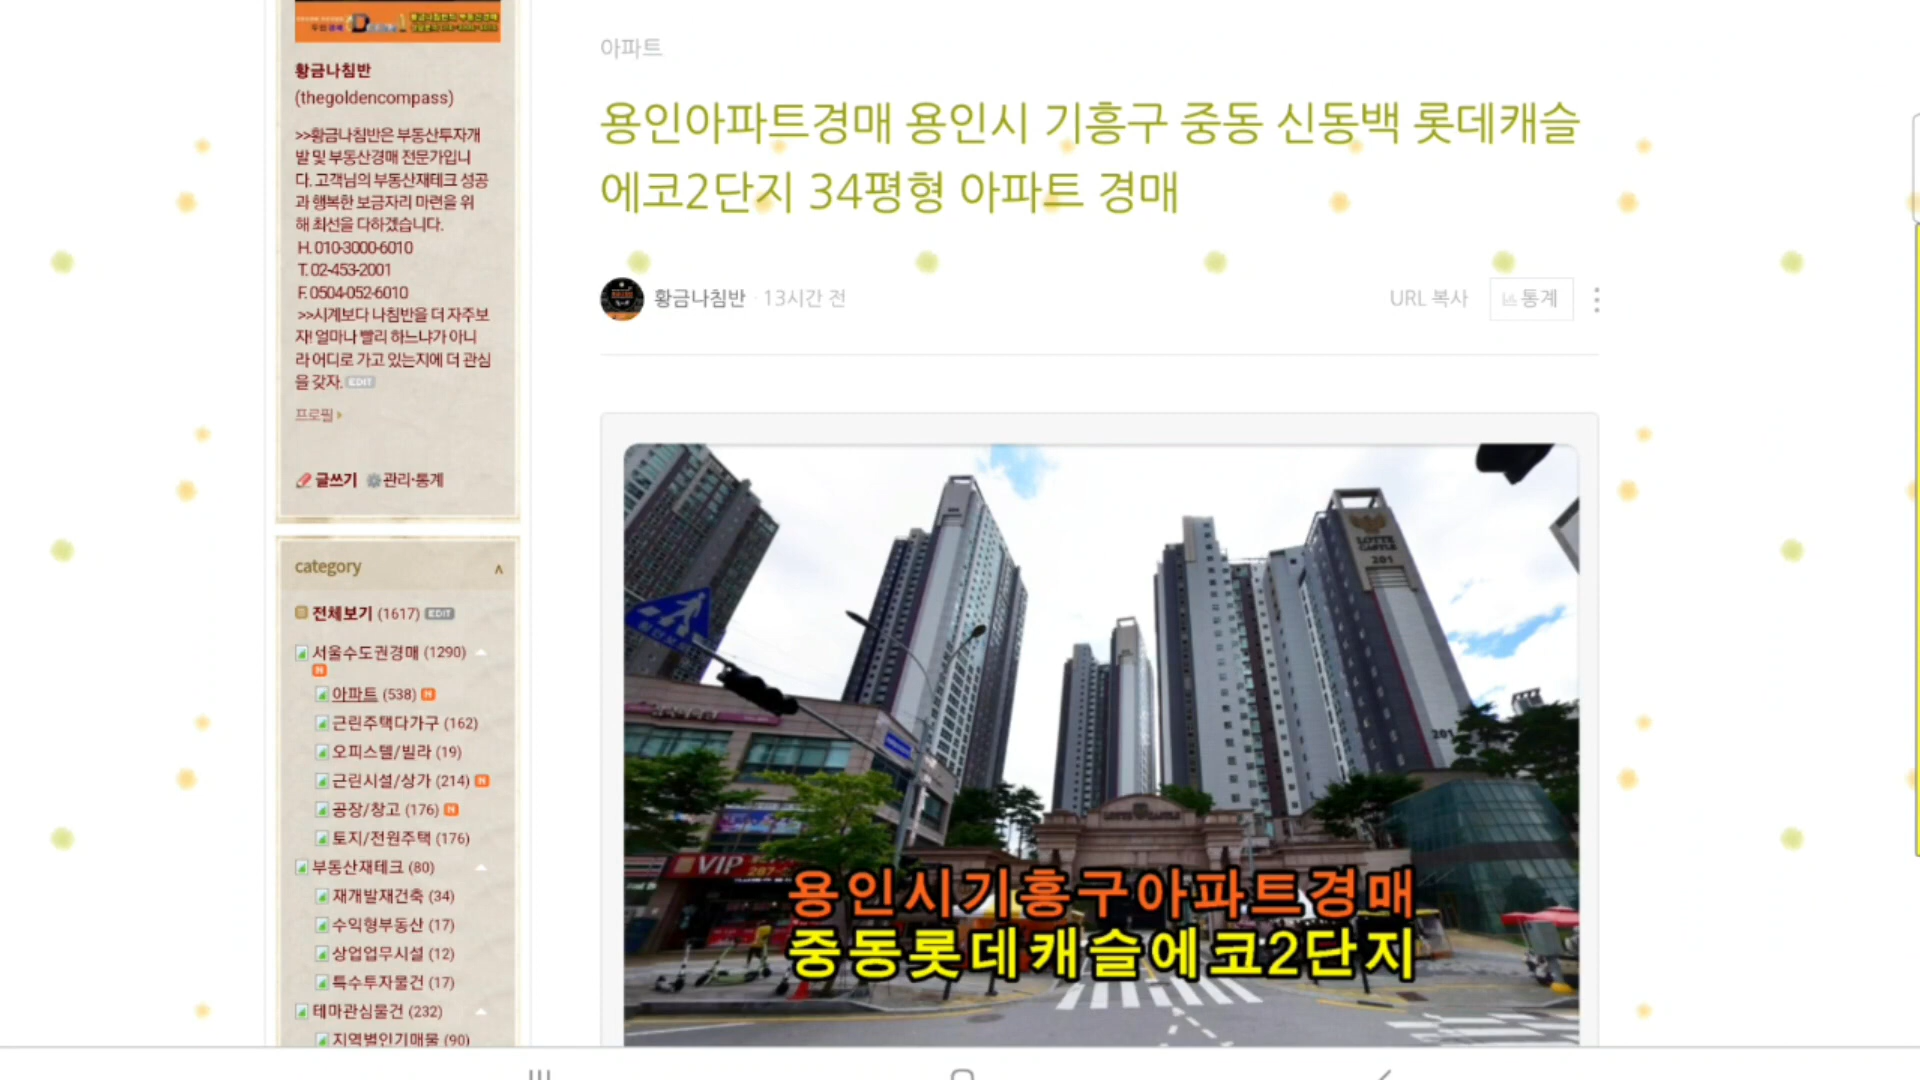 황금나침반
(thegoldencompass)
>>황금나침반은 부동산투자개
발 및 부동산경매 전문가입니
다. 고객님의 부동산재테크 성공
과 행복한 보금자리 마련을 위
해 최선을 다하겠습니다.
H. 010-3000-6010
T. 02-453-2001
F. 0504-052-6010
>>시계보다 나침반을 더 자주보
자! 얼마나 빨리 하느냐가 아니
라 어디로 가고 있는지에 더 관심
을 갖자. EDIT
프로필
글쓰기 관리·통계
category
전체보기 (1617) EDIT
서울수도권경매 (1290)
N
아파트 (538) N
근린주택다가구 (162)
오피스텔/빌라 (19)
근린시설/상가 (214) N
공장/창고 (176) N
토지/전원주택 (176)
부동산재테크 (80)
재개발재건축 (34)
수익형부동산 (17)
상업업무시설 (12)
특수투자물건 (17)
테마관심물건 (232)
지역별인기매물 (90)
아파트
용인아파트경매 용인시 기흥구 중동 신동백 롯데캐슬
에코2단지 34평형 아파트 경매
황금나침반 · 13시간 전
URL 복사 통계
LOTTE
CASTLE
201
201
VIP
용인시기흥구아파트경매
중동롯데캐슬에코2단지